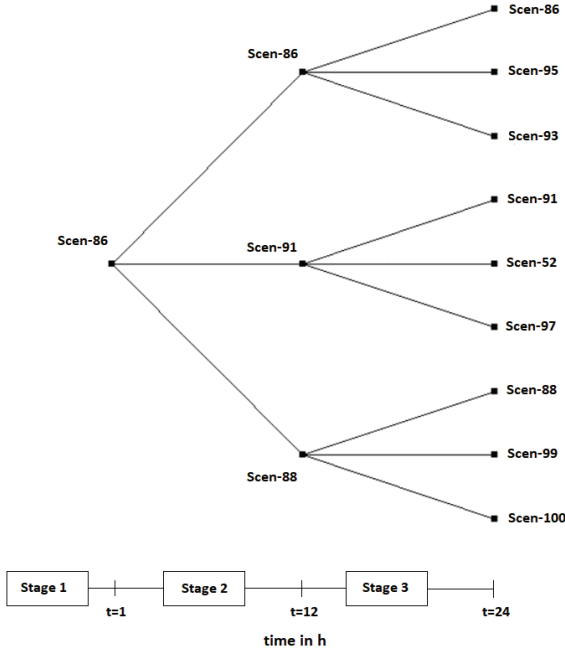 Scen-86
Scen-86
Scen-95
Scen-93
Scen-91
Scen-86
Scen-91
Scen-52
Scen-97
Scen-88
Scen-88
Scen-99
Scen-100
Stage 1
Stage 2
Stage 3
t=1
t=12
t=24
time in h